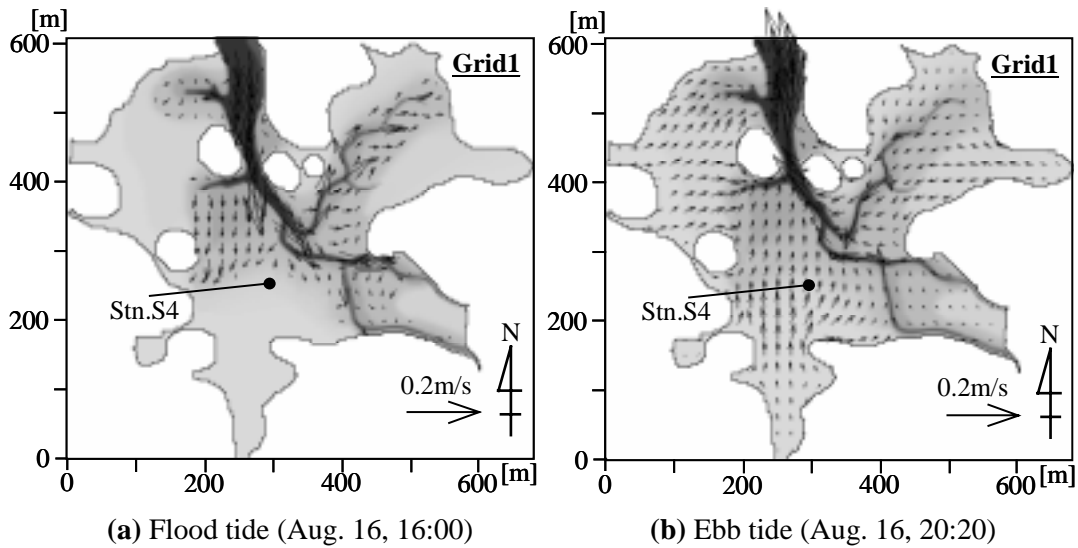 [m]
600
400
200
0
0 200 400 600 [m]
Grid1
Stn.S4
N
0.2m/s
(a) Flood tide (Aug. 16, 16:00)
[m]
600
400
200
0
0 200 400 600 [m]
Grid1
Stn.S4
N
0.2m/s
(b) Ebb tide (Aug. 16, 20:20)